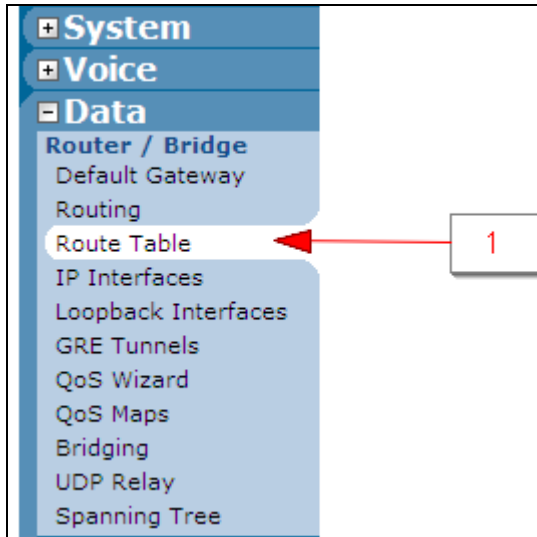 System
Voice
Data
Router / Bridge
Default Gateway
Routing
Route Table
1
IP Interfaces
Loopback Interfaces
GRE Tunnels
QoS Wizard
QoS Maps
Bridging
UDP Relay
Spanning Tree